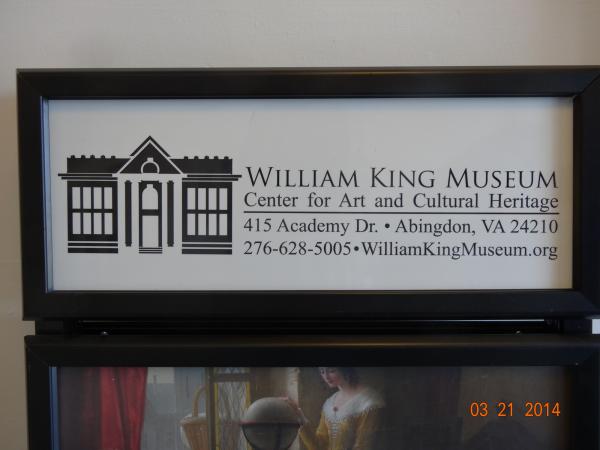 WILLIAM KING MUSEUM
Center for Art and Cultural Heritage
415 Academy Dr. • Abingdon, VA 24210
276-628-5005•WilliamKingMuseum.org
03 21 2014